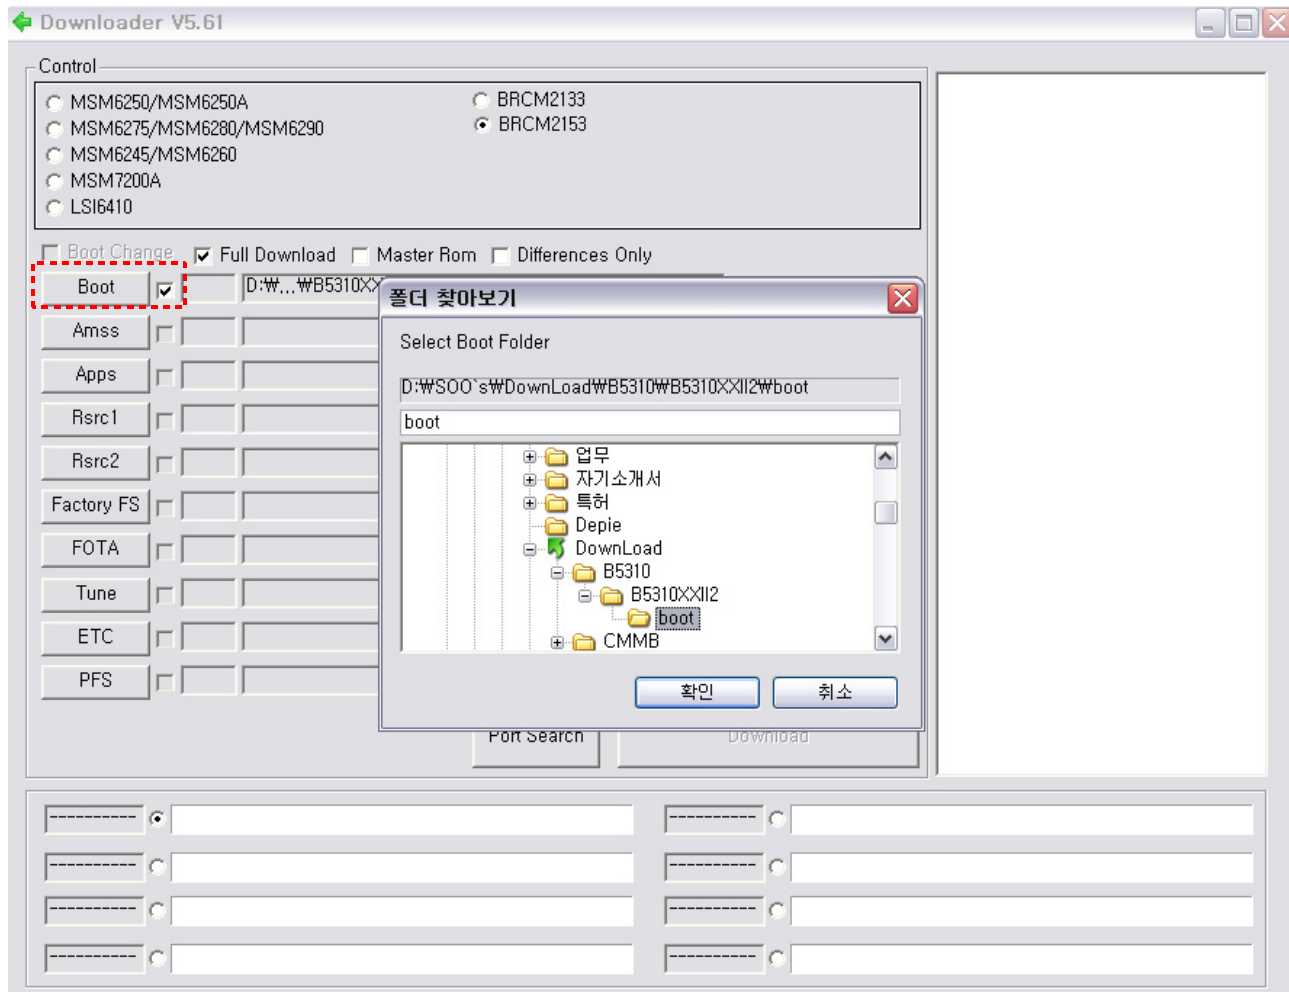 Downloader V5.61
Control
MSM6250/MSM6250A
BRCM2133
MSM6275/MSM6280/MSM6290
BRCM2153
MSM6245/MSM6260
MSM7200A
LSI6410
Boot Change
Full Download
Master Rom
Differences Only
Boot
D:₩...₩B5310XX
Amss
Apps
Rsrc1
Rsrc2
Factory FS
FOTA
Tune
ETC
PFS
폴더 찾아보기
Select Boot Folder
D:₩SOO`s₩DownLoad₩B5310₩B5310XXII2₩boot
boot
업무
자기소개서
특허
Depie
DownLoad
B5310
B5310XXII2
boot
CMMB
확인
취소
Port Search
Download
----------
----------
----------
----------
----------
----------
----------
----------